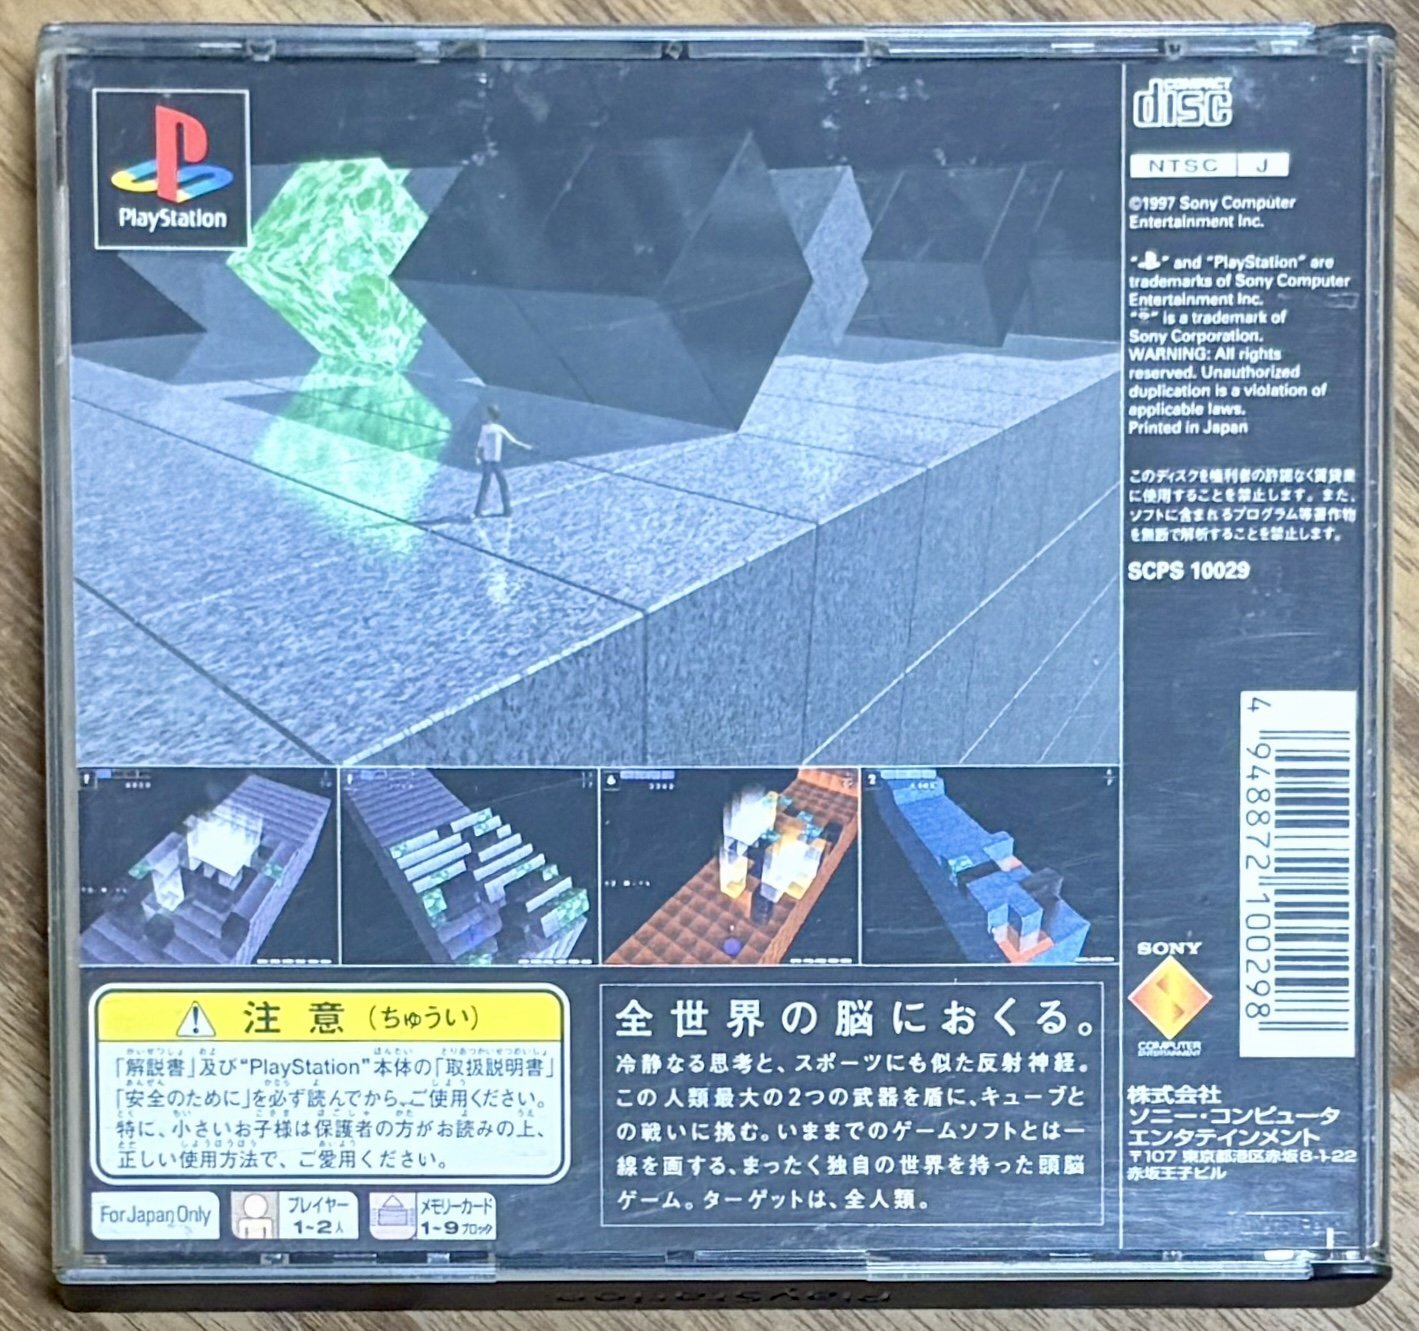 PlayStation
COMPACT
disc
NTSC J
©1997 Sony Computer
Entertainment Inc.
" " and "PlayStation" are
trademarks of Sony Computer
Entertainment Inc.
" " is a trademark of
Sony Corporation.
WARNING: All rights
reserved. Unauthorized
duplication is a violation of
applicable laws.
Printed in Japan
このディスクを権利者の許諾なく賃貸業
に使用することを禁止します。また、
ソフトに含まれるプログラム等著作物
を無断で解析することを禁止します。
SCPS 10029
4 948872 100298
SONY
COMPUTER
ENTERTAINMENT
株式会社
ソニー・コンピュータ
エンタテインメント
〒107 東京都港区赤坂8-1-22
赤坂王子ビル
注意(ちゅうい)
「解説書」及び"PlayStation"本体の「取扱説明書」
「安全のために」を必ず読んでから、ご使用ください。
特に、小さいお子様は保護者の方がお読みの上、
正しい使用方法で、ご愛用ください。
For Japan Only
プレイヤー
1~2人
メモリーカード
1~9ブロック
全世界の脳におくる。
冷静なる思考と、スポーツにも似た反射神経。
この人類最大の2つの武器を盾に、キューブと
の戦いに挑む。いままでのゲームソフトとは一
線を画する、まったく独自の世界を持った頭脳
ゲーム。ターゲットは、全人類。
PlayStation